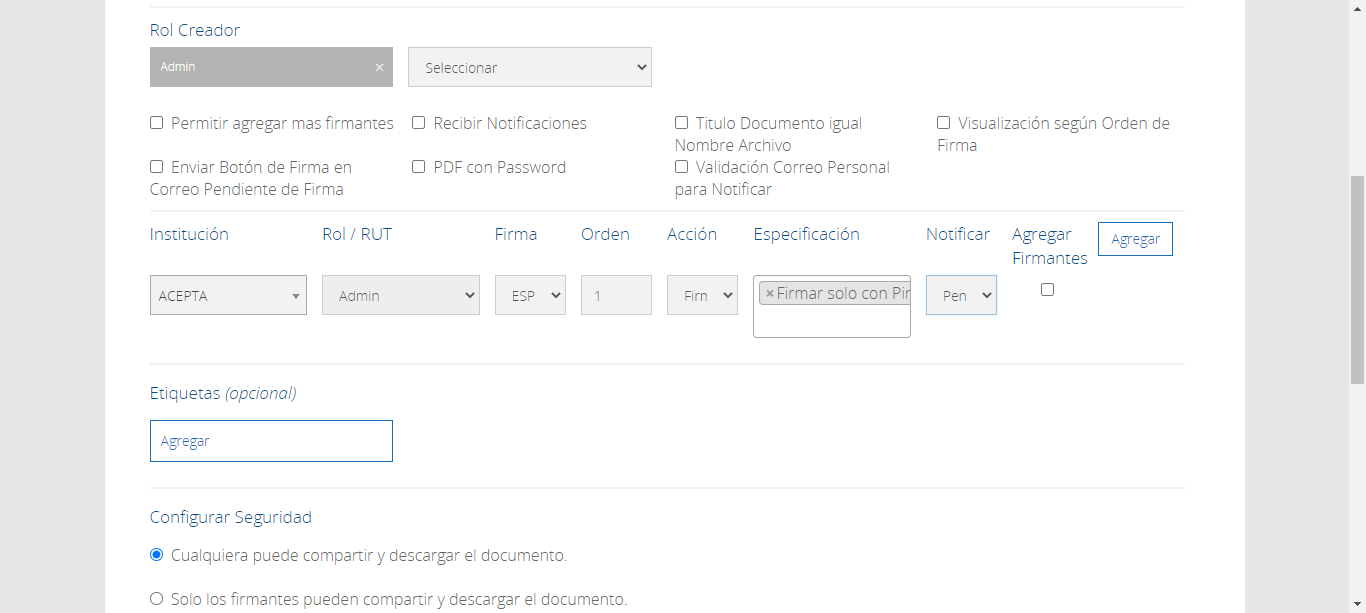 Rol Creador
Admin × Seleccionar
Permitir agregar mas firmantes Recibir Notificaciones Titulo Documento igual Nombre Archivo Visualización según Orden de Firma
Enviar Botón de Firma en Correo Pendiente de Firma PDF con Password Validación Correo Personal para Notificar
Institución Rol / RUT Firma Orden Acción Especificación Notificar Agregar Firmantes Agregar
ACEPTA Admin ESP 1 Firn × Firmar solo con Pin Pen
Etiquetas (opcional)
Agregar
Configurar Seguridad
Cualquiera puede compartir y descargar el documento.
Solo los firmantes pueden compartir y descargar el documento.